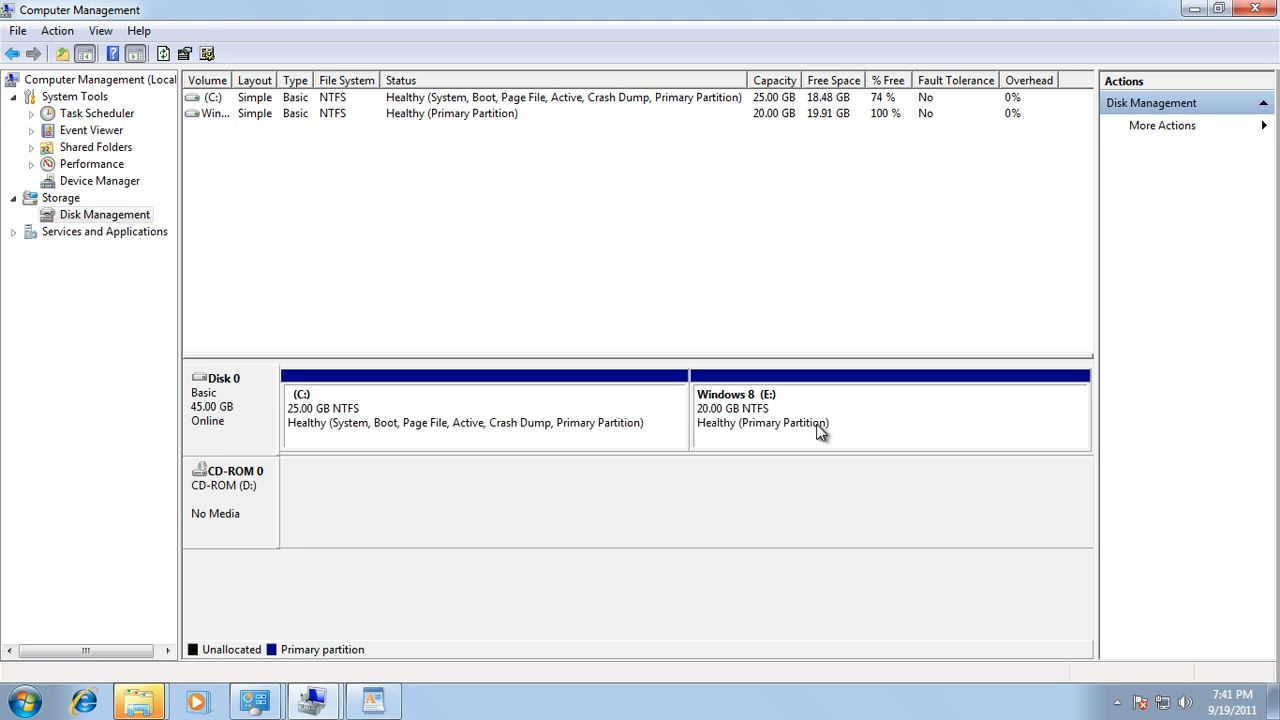 Computer Management
File Action View Help
Computer Management (Local
System Tools
Task Scheduler
Event Viewer
Shared Folders
Performance
Device Manager
Storage
Disk Management
Services and Applications
Volume Layout Type File System Status Capacity Free Space % Free Fault Tolerance Overhead
(C:) Simple Basic NTFS Healthy (System, Boot, Page File, Active, Crash Dump, Primary Partition) 25.00 GB 18.48 GB 74 % No 0%
Win... Simple Basic NTFS Healthy (Primary Partition) 20.00 GB 19.91 GB 100 % No 0%
Disk 0
Basic
45.00 GB
Online
(C:)
25.00 GB NTFS
Healthy (System, Boot, Page File, Active, Crash Dump, Primary Partition)
Windows 8 (E:)
20.00 GB NTFS
Healthy (Primary Partition)
CD-ROM 0
CD-ROM (D:)
No Media
Unallocated Primary partition
Actions
Disk Management
More Actions
7:41 PM
9/19/2011